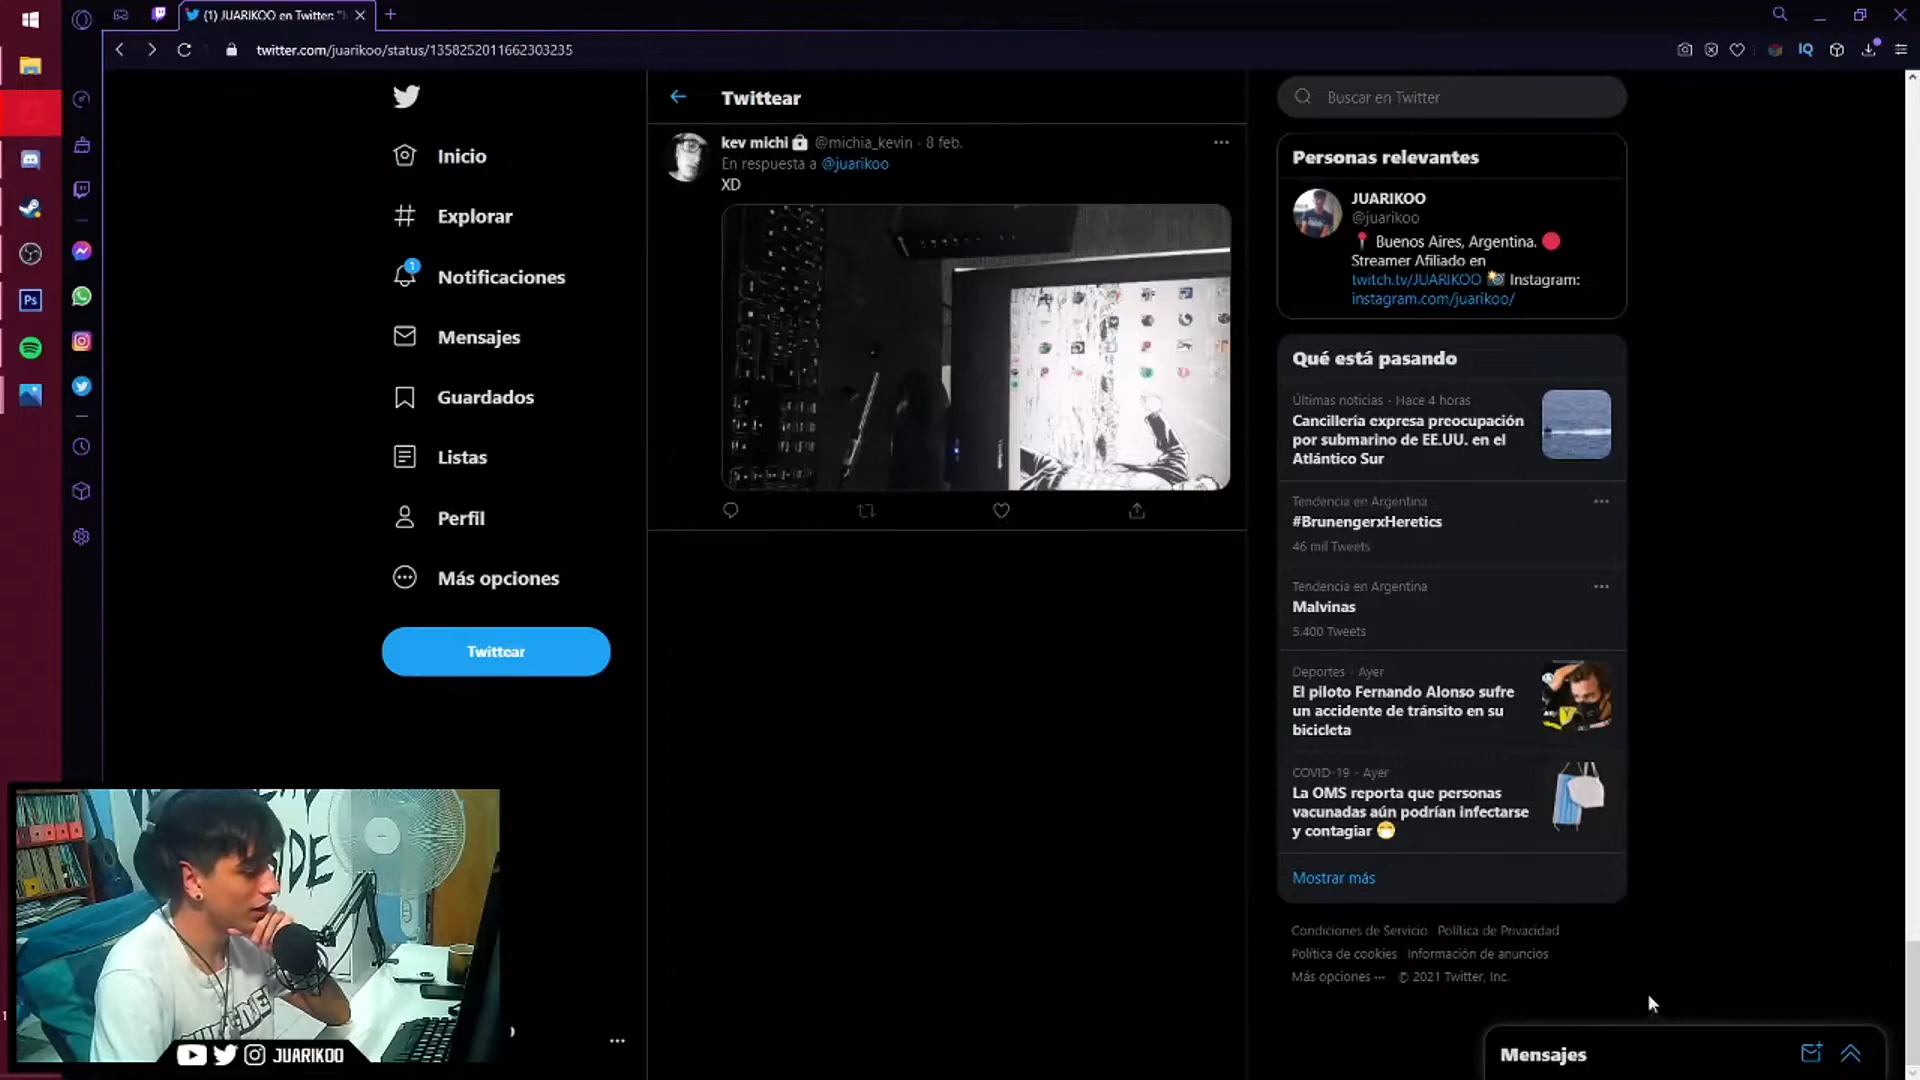 (1) JUARIKOO en Twitter: "
twitter.com/juarikoo/status/1358252011662303235
IQ
Ps
Inicio
Explorar
1
Notificaciones
Mensajes
Guardados
Listas
Perfil
Más opciones
Twittear
Twittear
kev michi @michia_kevin · 8 feb.
En respuesta a @juarikoo
XD
Buscar en Twitter
Personas relevantes
JUARIKOO
@juarikoo
Buenos Aires, Argentina.
Streamer Afiliado en
twitch.tv/JUARIKOO Instagram:
instagram.com/juarikoo/
Qué está pasando
Últimas noticias · Hace 4 horas
Cancillería expresa preocupación
por submarino de EE.UU. en el
Atlántico Sur
Tendencia en Argentina
#BrunengerxHeretics
46 mil Tweets
Tendencia en Argentina
Malvinas
5.400 Tweets
Deportes · Ayer
El piloto Fernando Alonso sufre
un accidente de tránsito en su
bicicleta
COVID-19 · Ayer
La OMS reporta que personas
vacunadas aún podrían infectarse
y contagiar
Mostrar más
Condiciones de Servicio Política de Privacidad
Política de cookies Información de anuncios
Más opciones ··· © 2021 Twitter, Inc.
Mensajes
JUARIKOO